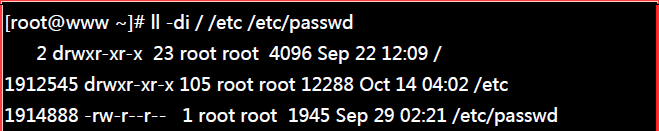 [root@www ~]# ll -di / /etc /etc/passwd
2 drwxr-xr-x 23 root root 4096 Sep 22 12:09 /
1912545 drwxr-xr-x 105 root root 12288 Oct 14 04:02 /etc
1914888 -rw-r--r-- 1 root root 1945 Sep 29 02:21 /etc/passwd